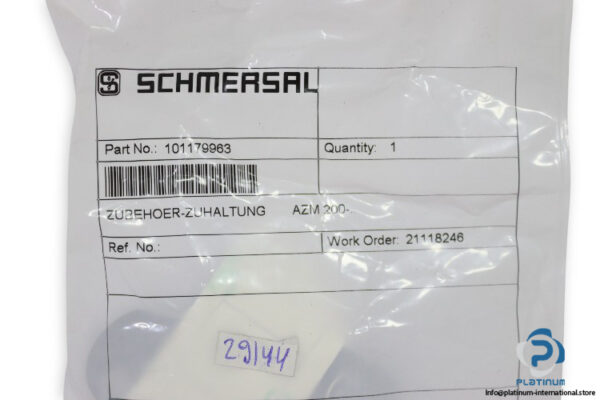 SCHMERSAL
Part No.: 101179963
Quantity: 1
ZUBEHOER-ZUHALTUNG AZM 200-.
Ref. No.:
Work Order: 21118246
29144
PLATINUM
Info@platinum-international.store